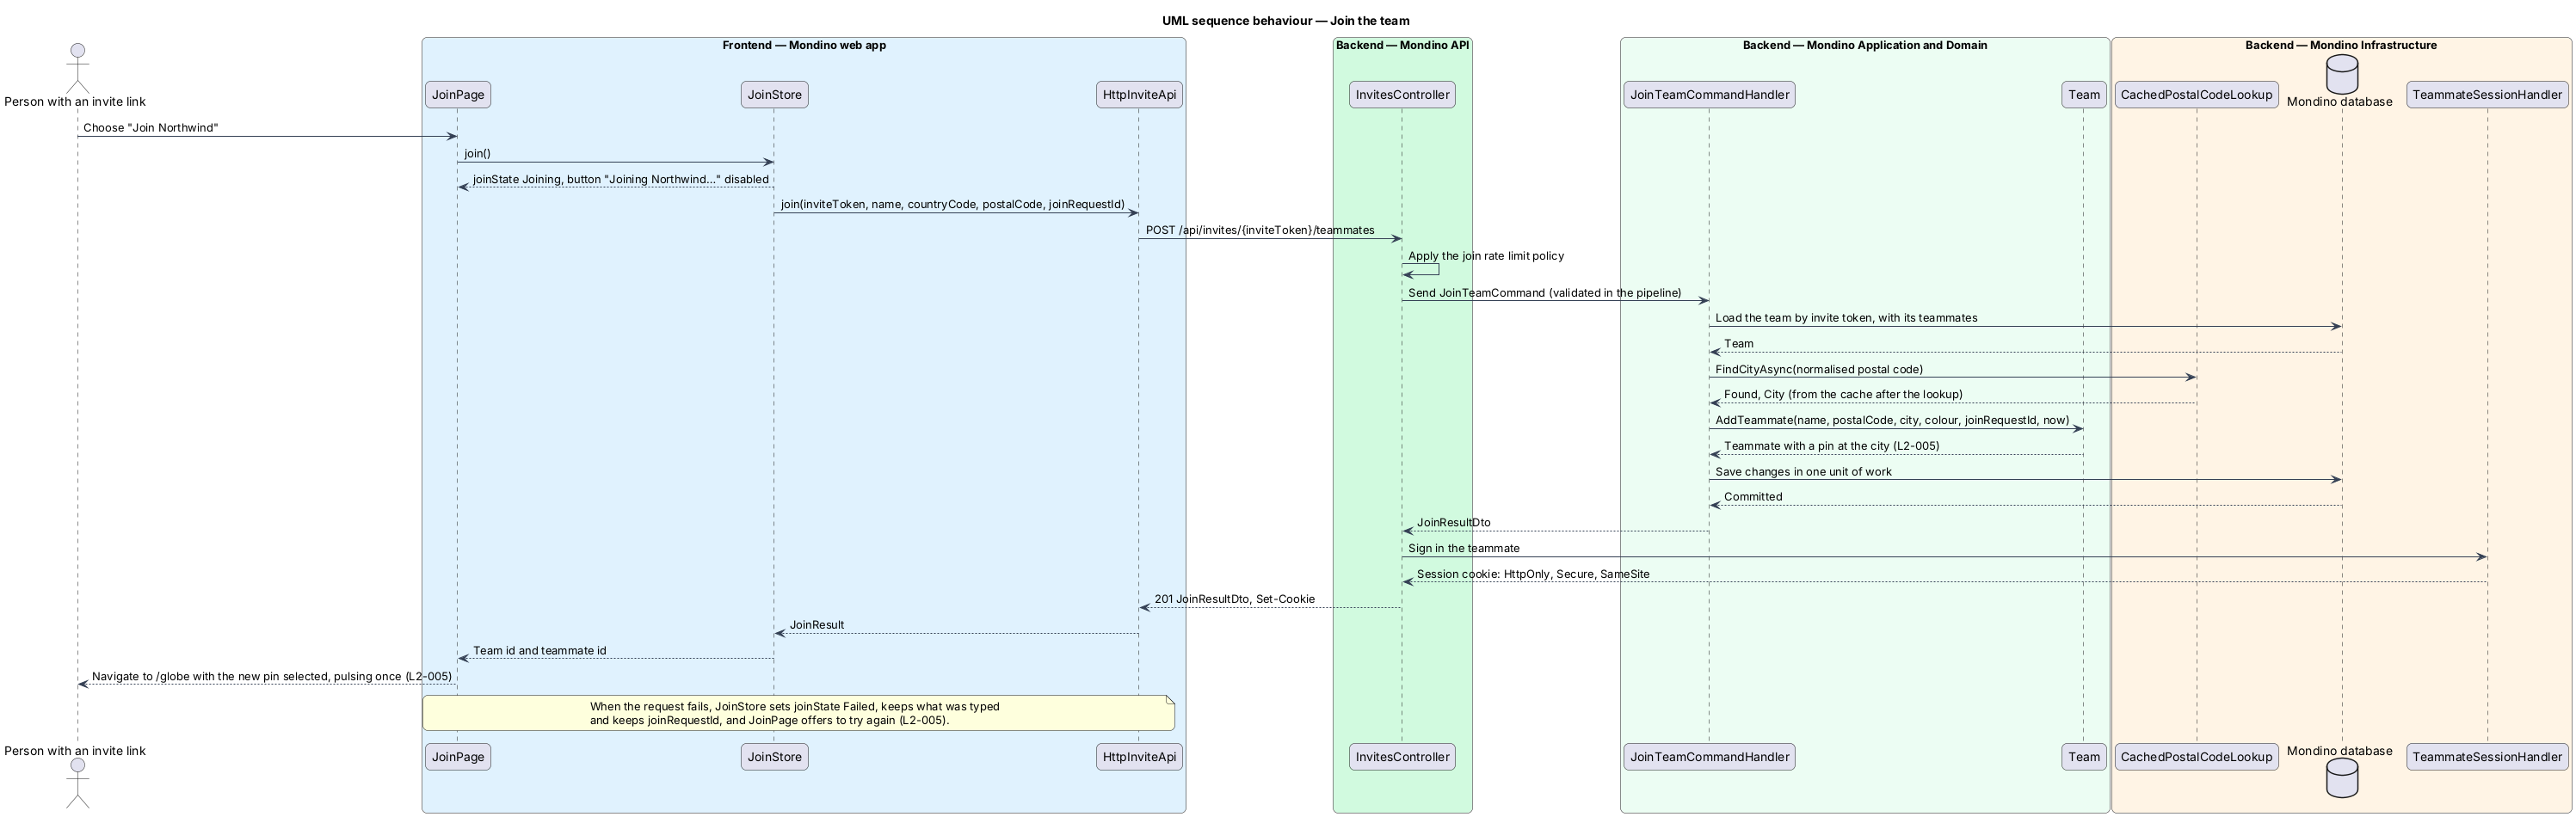 UML sequence behaviour — Join the team
Frontend — Mondino web app
Backend — Mondino API
Backend — Mondino Application and Domain
Backend — Mondino Infrastructure
Person with an invite link
JoinPage
JoinStore
HttpInviteApi
InvitesController
JoinTeamCommandHandler
Team
CachedPostalCodeLookup
Mondino database
TeammateSessionHandler
Choose "Join Northwind"
join()
joinState Joining, button "Joining Northwind…" disabled
join(inviteToken, name, countryCode, postalCode, joinRequestId)
POST /api/invites/{inviteToken}/teammates
Apply the join rate limit policy
Send JoinTeamCommand (validated in the pipeline)
Load the team by invite token, with its teammates
Team
FindCityAsync(normalised postal code)
Found, City (from the cache after the lookup)
AddTeammate(name, postalCode, city, colour, joinRequestId, now)
Teammate with a pin at the city (L2-005)
Save changes in one unit of work
Committed
JoinResultDto
Sign in the teammate
Session cookie: HttpOnly, Secure, SameSite
201 JoinResultDto, Set-Cookie
JoinResult
Team id and teammate id
Navigate to /globe with the new pin selected, pulsing once (L2-005)
When the request fails, JoinStore sets joinState Failed, keeps what was typed
and keeps joinRequestId, and JoinPage offers to try again (L2-005).
Person with an invite link
JoinPage
JoinStore
HttpInviteApi
InvitesController
JoinTeamCommandHandler
Team
CachedPostalCodeLookup
Mondino database
TeammateSessionHandler